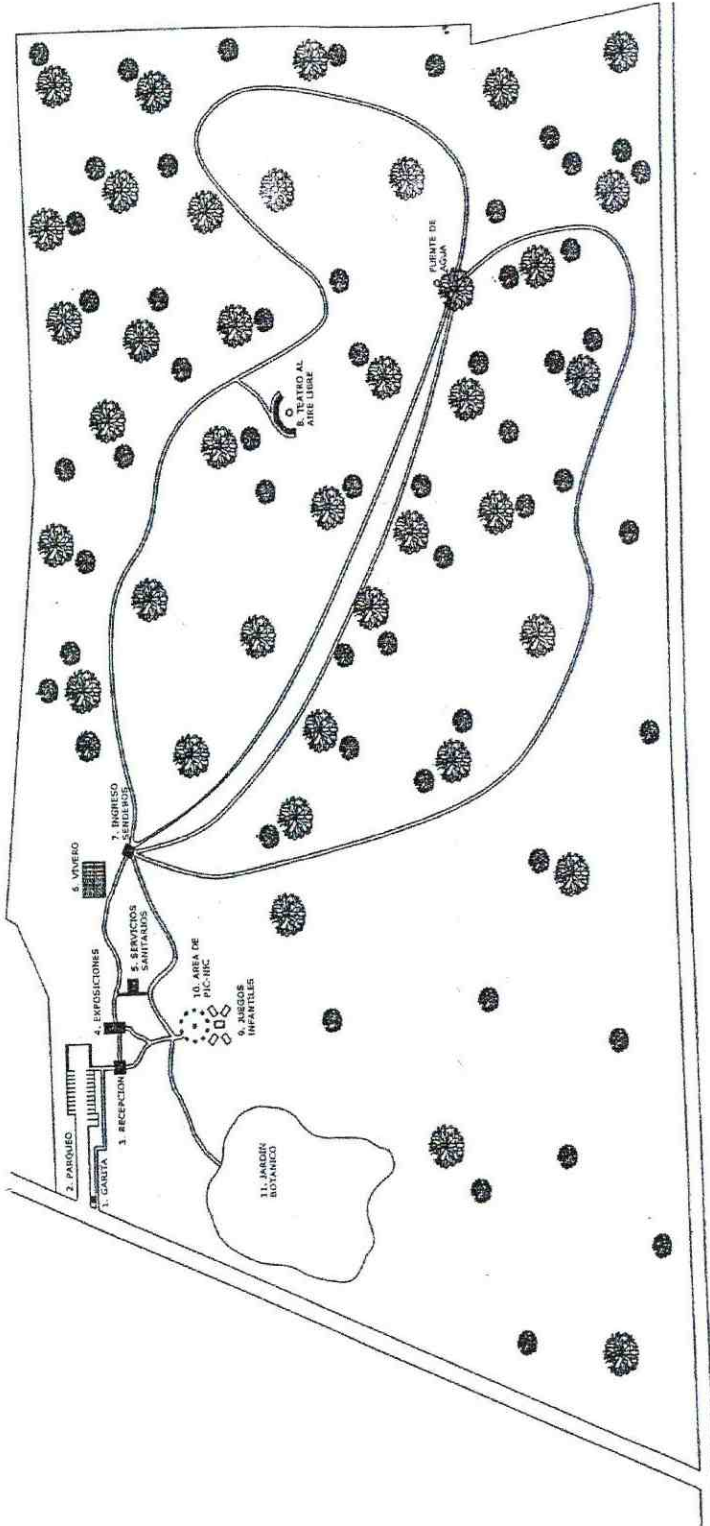 1. GARITA
2. PARQUEO
3. RECEPCION
4. EXPOSICIONES
5. SERVICIOS
SANITARIOS
6. VIVERO
7. INGRESO
SENDEROS
8. TEATRO AL
AIRE LIBRE
9. JUEGOS
INFANTILES
10. AREA DE
PIC-NIC
11. JARDIN
BOTANICO
FUENTE DE
AGUA